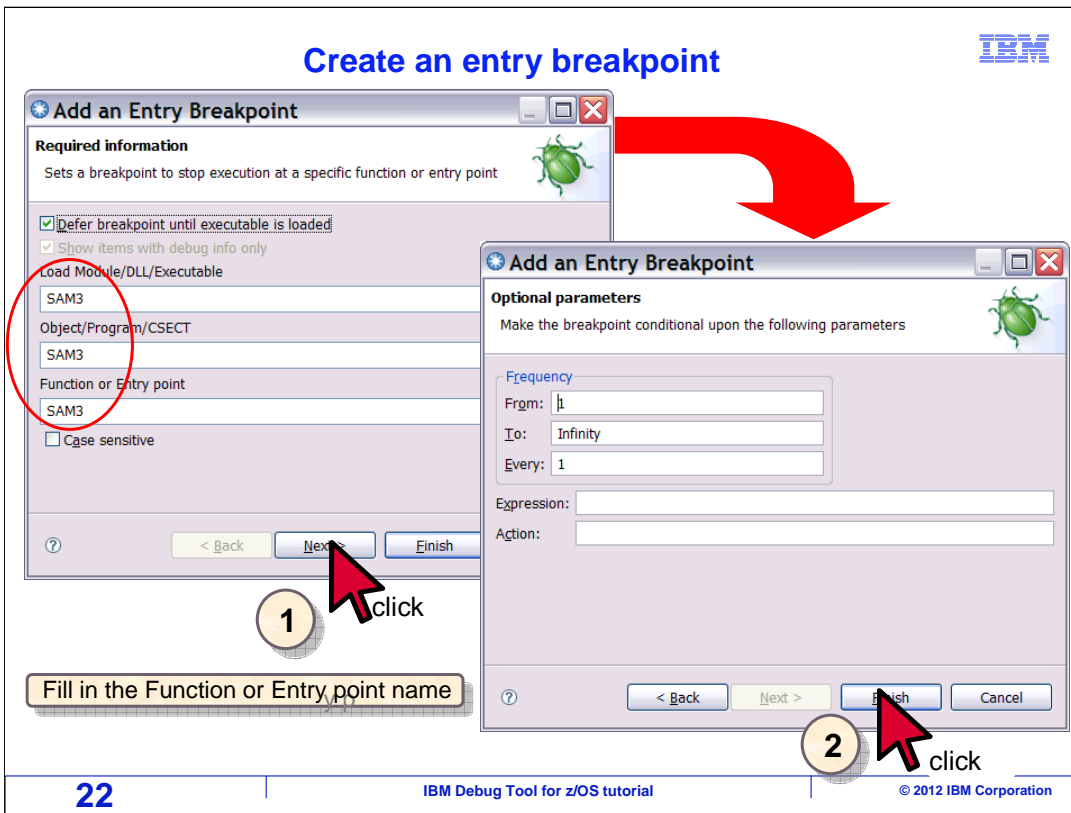 Create an entry breakpoint
IBM
Add an Entry Breakpoint
Required information
Sets a breakpoint to stop execution at a specific function or entry point
Defer breakpoint until executable is loaded
Show items with debug info only
Load Module/DLL/Executable
SAM3
Object/Program/CSECT
SAM3
Function or Entry point
SAM3
Case sensitive
< Back
Next >
Finish
1
click
Fill in the Function or Entry point name
Add an Entry Breakpoint
Optional parameters
Make the breakpoint conditional upon the following parameters
Frequency
From: 1
To: Infinity
Every: 1
Expression:
Action:
< Back
Next >
Finish
Cancel
2
click
22
IBM Debug Tool for z/OS tutorial
© 2012 IBM Corporation